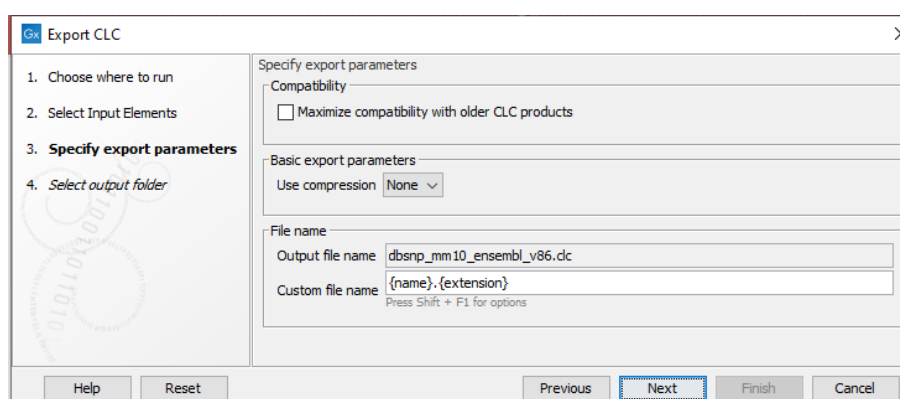 Gx Export CLC
1. Choose where to run
2. Select Input Elements
3. Specify export parameters
4. Select output folder
Specify export parameters
Compatibility
Maximize compatibility with older CLC products
Basic export parameters
Use compression None
File name
Output file name dbsnp_mm10_ensembl_v86.clc
Custom file name {name}.{extension}
Press Shift + F1 for options
Help Reset Previous Next Finish Cancel